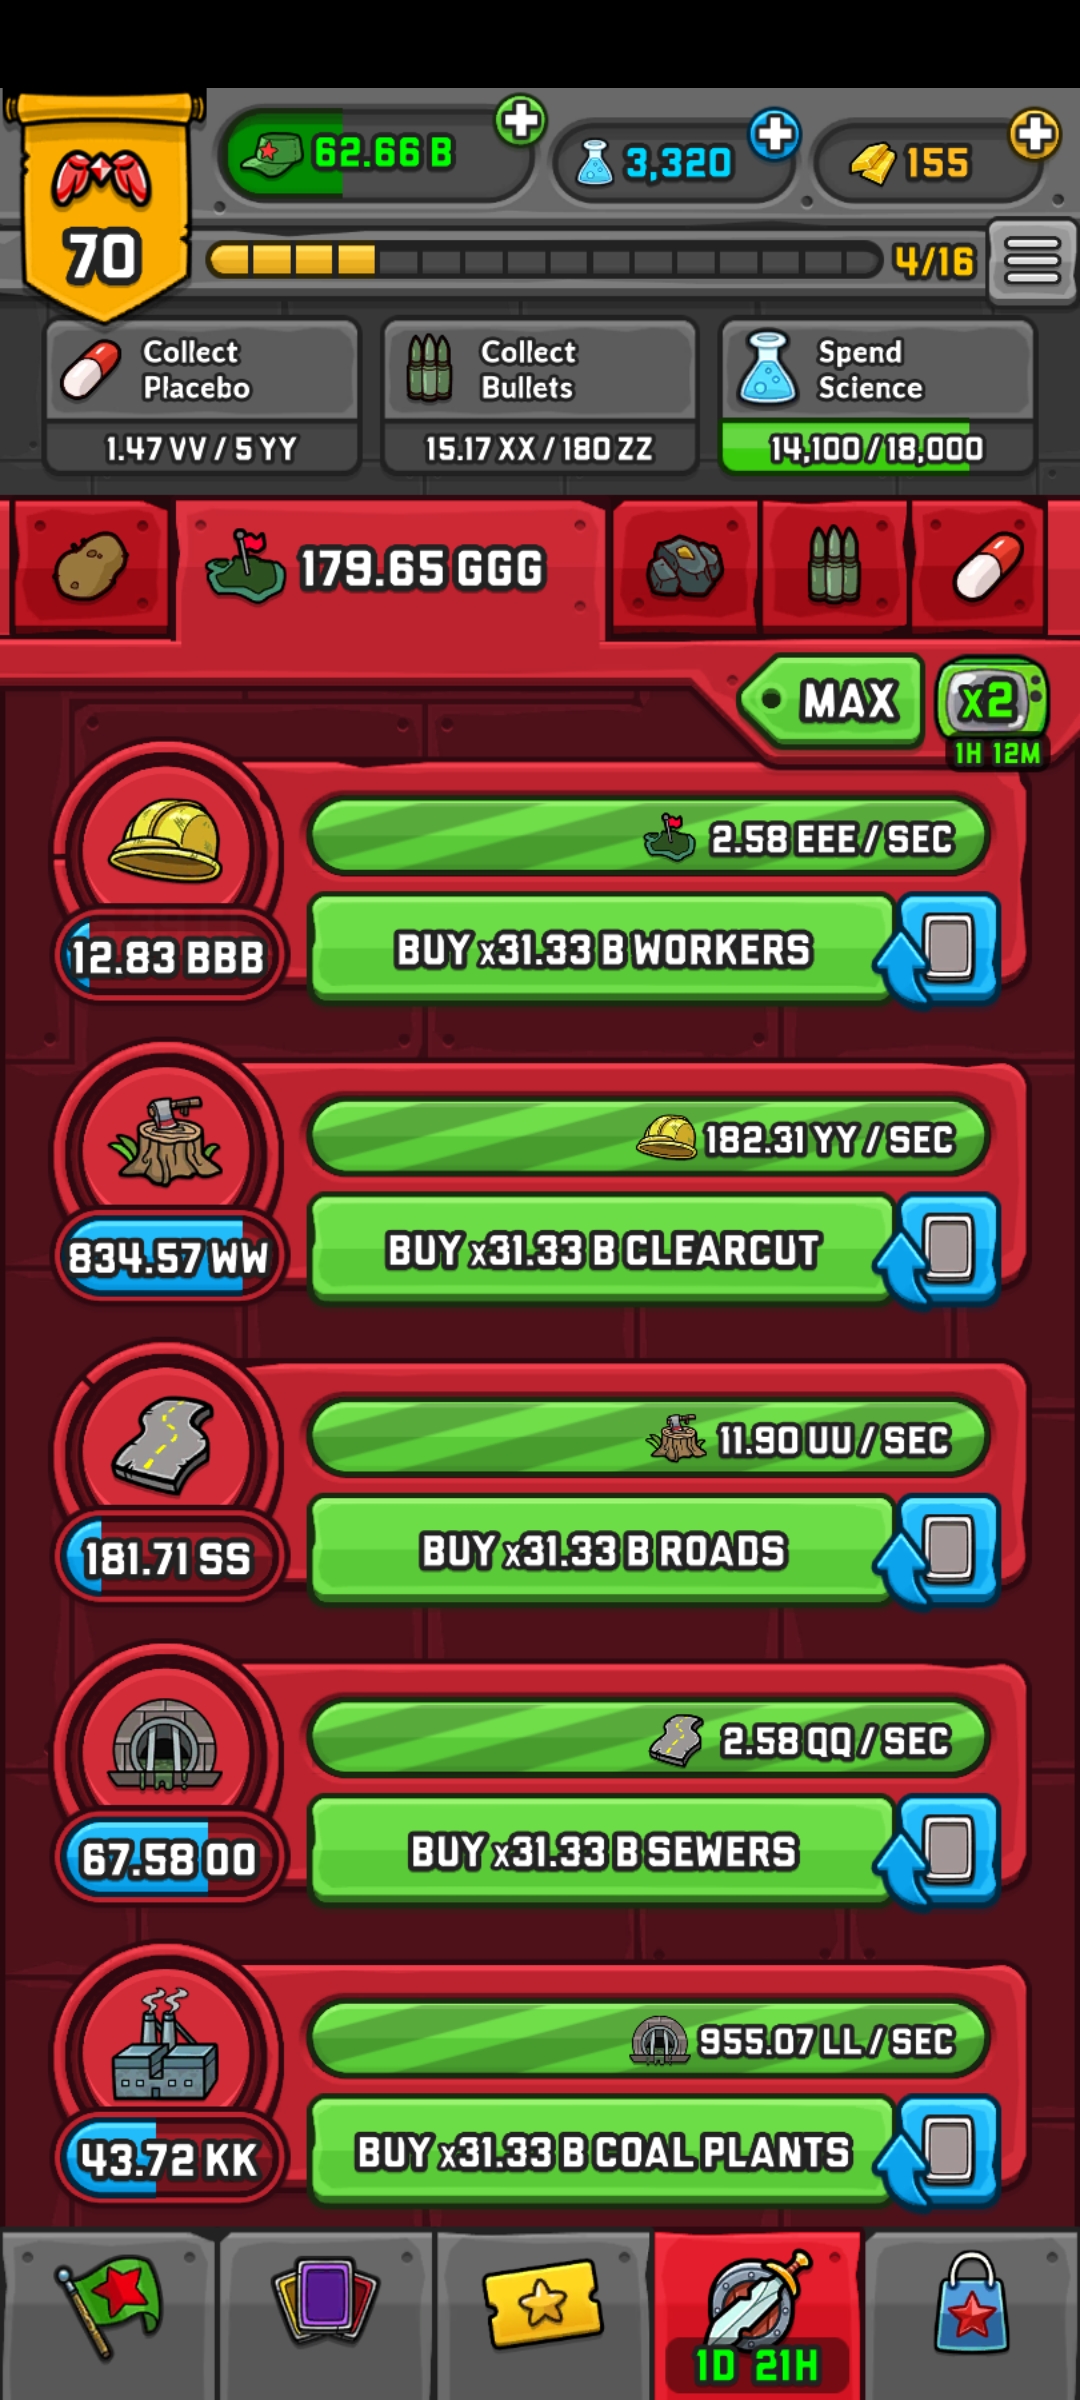 62.66 B
3,320
155
70
4/16
Collect
Placebo
1.47 VV / 5 YY
Collect
Bullets
15.17 XX / 180 ZZ
Spend
Science
14,100 / 18,000
179.65 GGG
MAX
x2
1H 12M
2.58 EEE / SEC
12.83 BBB
BUY x31.33 B WORKERS
182.31 YY / SEC
834.57 WW
BUY x31.33 B CLEARCUT
11.90 UU / SEC
181.71 SS
BUY x31.33 B ROADS
2.58 QQ / SEC
67.58 OO
BUY x31.33 B SEWERS
955.07 LL / SEC
43.72 KK
BUY x31.33 B COAL PLANTS
1D 21H